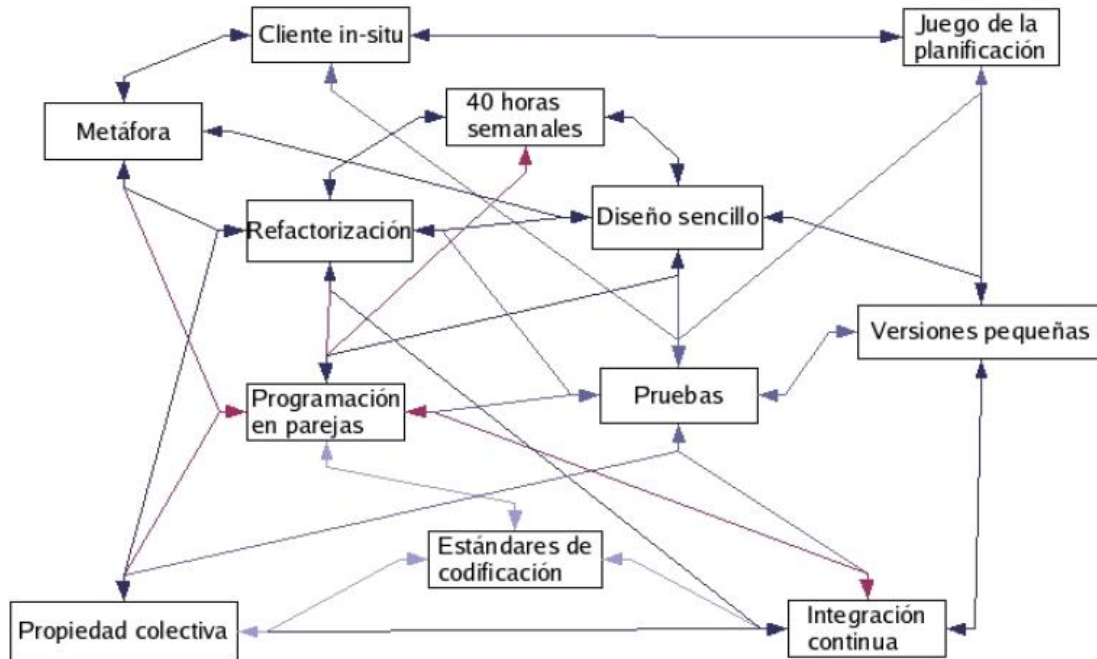 Cliente in-situ
Juego de la
planificación
40 horas
semanales
Metáfora
Refactorización
Diseño sencillo
Versiones pequeñas
Programación
en parejas
Pruebas
Estándares de
codificación
Propiedad colectiva
Integración
continua